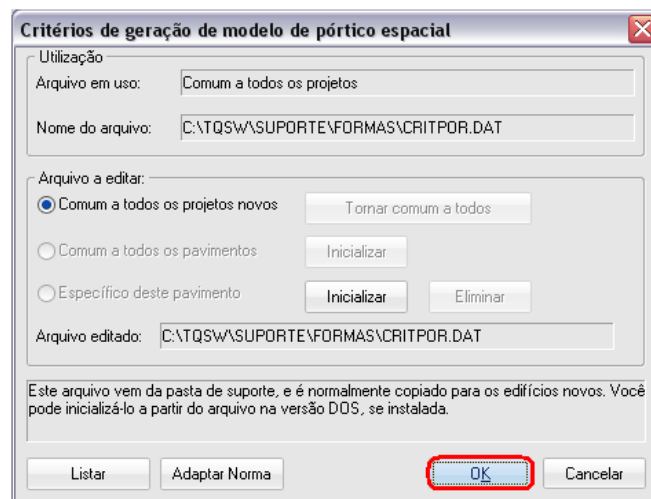 Critérios de geração de modelo de pórtico espacial
Utilização
Arquivo em uso: Comum a todos os projetos
Nome do arquivo: C:\TQSW\SUPORTE\FORMAS\CRITPOR.DAT
Arquivo a editar:
Comum a todos os projetos novos Tornar comum a todos
Comum a todos os pavimentos Inicializar
Específico deste pavimento Inicializar Eliminar
Arquivo editado: C:\TQSW\SUPORTE\FORMAS\CRITPOR.DAT
Este arquivo vem da pasta de suporte, e é normalmente copiado para os edifícios novos. Você
pode inicializá-lo a partir do arquivo na versão DOS, se instalada.
Listar Adaptar Norma OK Cancelar